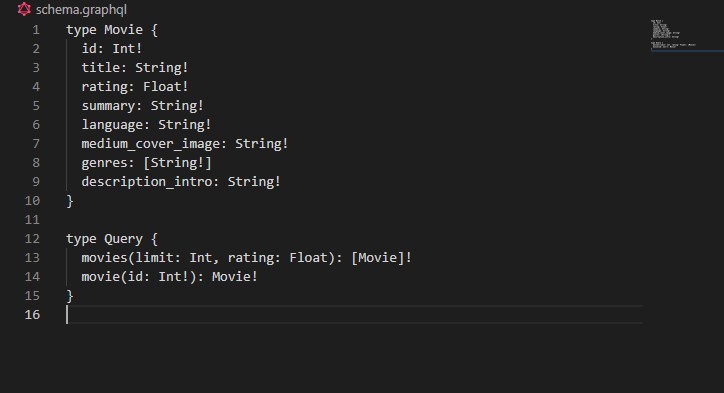 schema.graphql
1 type Movie {
2 id: Int!
3 title: String!
4 rating: Float!
5 summary: String!
6 language: String!
7 medium_cover_image: String!
8 genres: [String!]
9 description_intro: String!
10 }
11
12 type Query {
13 movies(limit: Int, rating: Float): [Movie]!
14 movie(id: Int!): Movie!
15 }
16